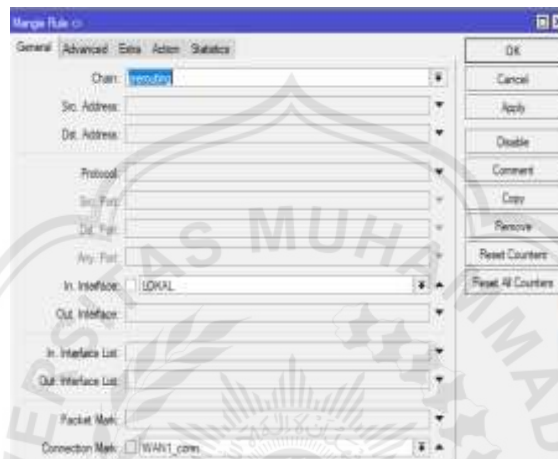 Mangle Rule <>
General Advanced Extra Action Statistics
Chain: prerouting
Src. Address:
Dst. Address:
Protocol:
Src. Port:
Dst. Port:
Any. Port:
In. Interface: LOKAL
Out. Interface:
In. Interface List:
Out. Interface List:
Packet Mark:
Connection Mark: WAN1_conn
OK
Cancel
Apply
Disable
Comment
Copy
Remove
Reset Counters
Reset All Counters
ERSITAS MUHAMM